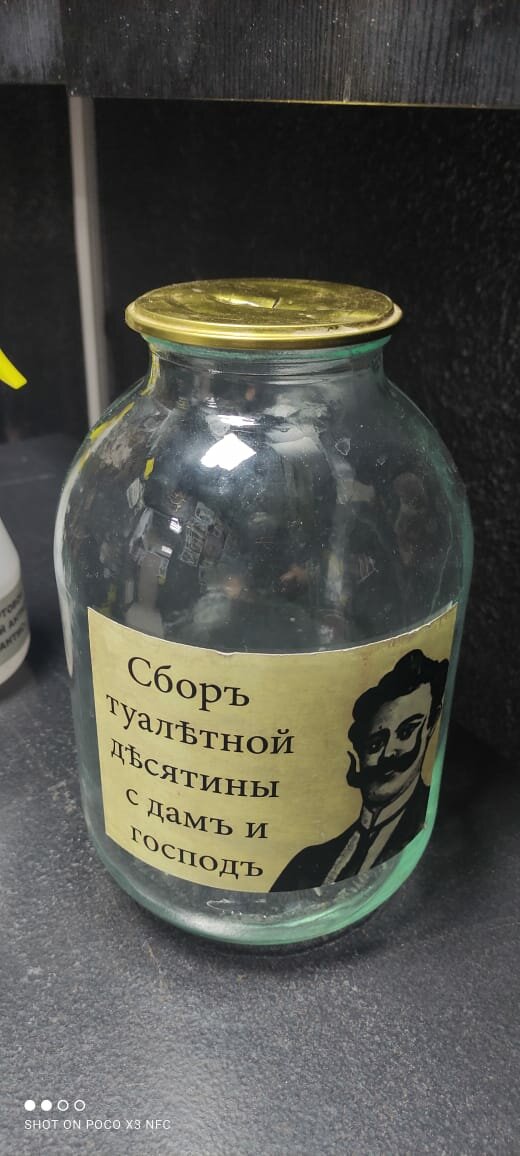 Сборъ
туалѣтной
дѣсятины
с дамъ и
господъ
SHOT ON POCO X3 NFC